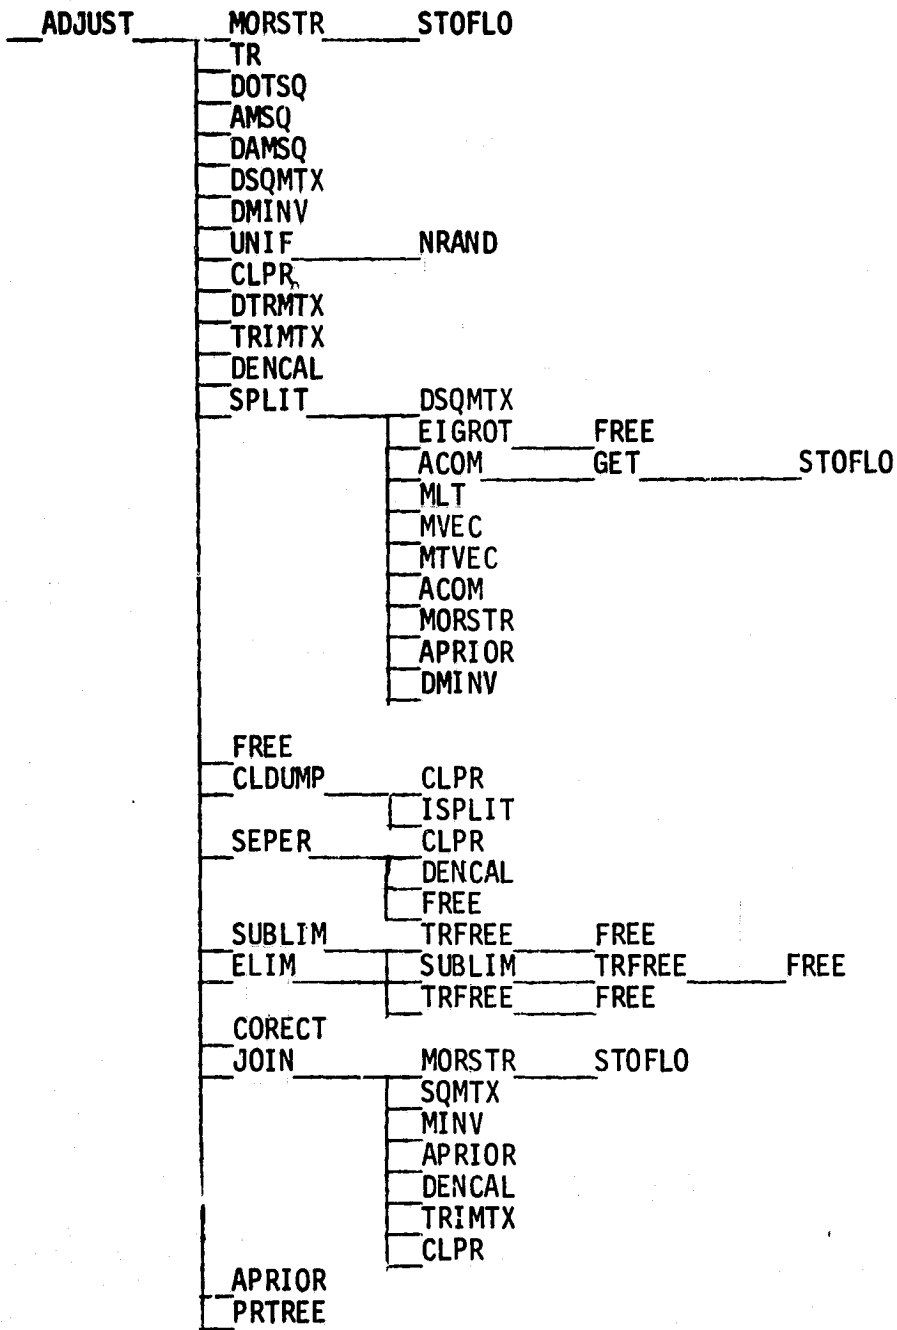 ADJUST MORSTR STOFLO
TR
DOTSQ
AMSQ
DAMSQ
DSQMTX
DMINV
UNIF NRAND
CLPR
DTRMTX
TRIMTX
DENCAL
SPLIT DSQMTX
EIGROT FREE
ACOM GET STOFLO
MLT
MVEC
MTVEC
ACOM
MORSTR
APRIOR
DMINV
FREE
CLDUMP CLPR
ISPLIT
SEPER CLPR
DENCAL
FREE
SUBLIM TRFREE FREE
ELIM SUBLIM TRFREE FREE
TRFREE FREE
CORECT
JOIN MORSTR STOFLO
SQMTX
MINV
APRIOR
DENCAL
TRIMTX
CLPR
APRIOR
PRTREE